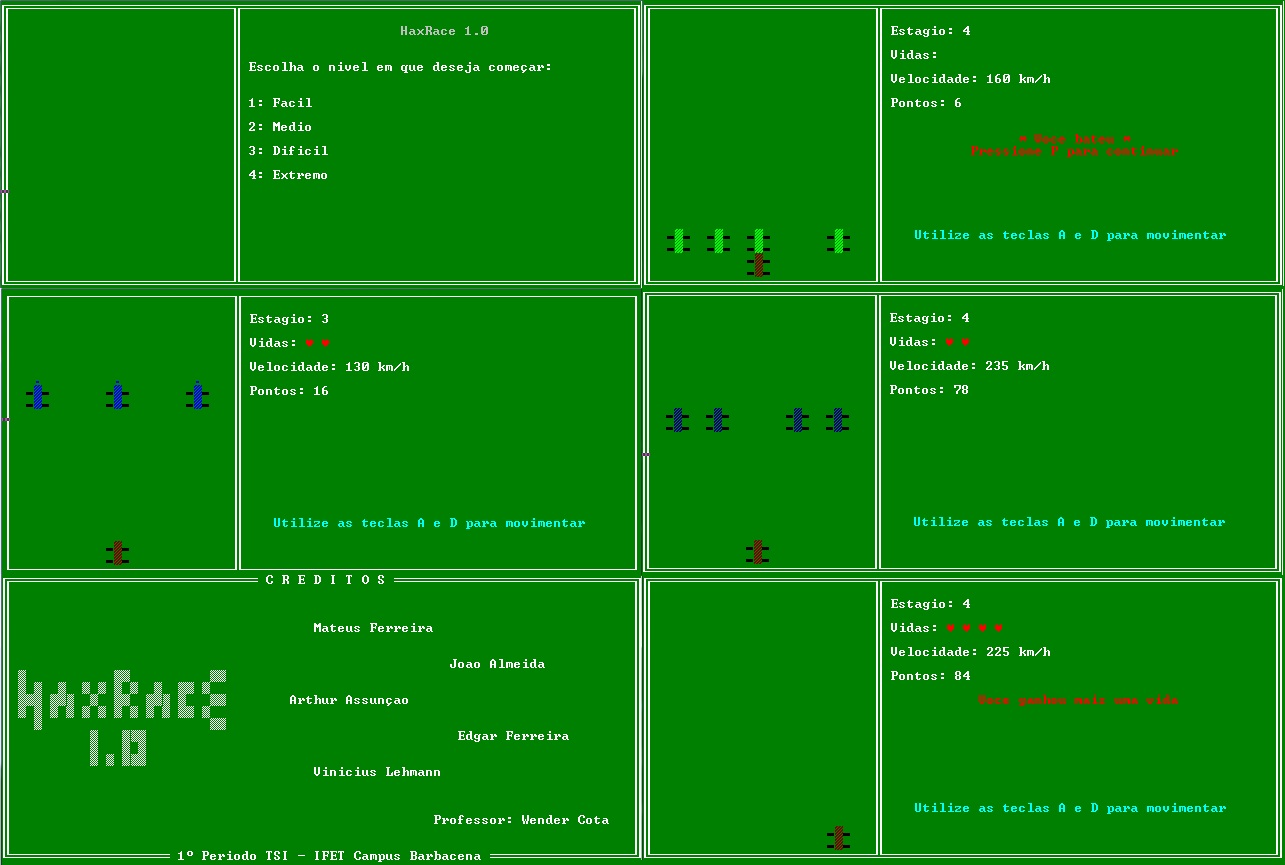 HaxRace 1.0
Escolha o nivel em que deseja começar:
1: Facil
2: Medio
3: Dificil
4: Extremo
Estagio: 4
Vidas:
Velocidade: 160 km/h
Pontos: 6
* Voce bateu *
Pressione P para continuar
Utilize as teclas A e D para movimentar
Estagio: 3
Vidas: ♥ ♥
Velocidade: 130 km/h
Pontos: 16
Utilize as teclas A e D para movimentar
Estagio: 4
Vidas: ♥ ♥
Velocidade: 235 km/h
Pontos: 78
Utilize as teclas A e D para movimentar
C R E D I T O S
HAXRACE
1.0
Mateus Ferreira
Joao Almeida
Arthur Assunçao
Edgar Ferreira
Vinicius Lehmann
Professor: Wender Cota
1º Periodo TSI - IFET Campus Barbacena
Estagio: 4
Vidas: ♥ ♥ ♥ ♥
Velocidade: 225 km/h
Pontos: 84
Voce ganhou mais uma vida
Utilize as teclas A e D para movimentar